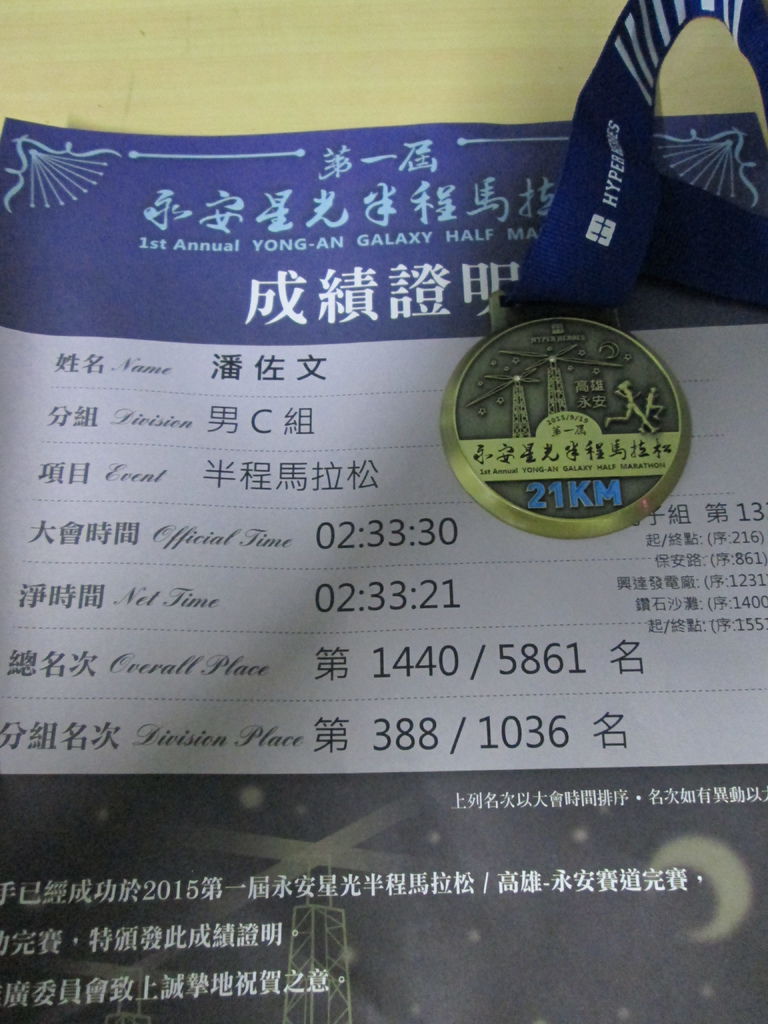 第一屆
永安星光半程馬拉
1st Annual YONG-AN GALAXY HALF MA
成績證明
HYPER HEROES
姓名 Name 潘佐文
分組 Division 男C組
項目 Event 半程馬拉松
大會時間 Official Time 02:33:30
淨時間 Net Time 02:33:21
總名次 Overall Place 第 1440 / 5861 名
分組名次 Division Place 第 388 / 1036 名
HYPER HEROES
高雄
永安
2015/9/19
第一屆
永安星光半程馬拉松
1st Annual YONG-AN GALAXY HALF MARATHON
21KM
子組 第 13
起/終點: (序:216)
保安路: (序:861)
興達發電廠: (序:1231
鑽石沙灘: (序:1400
起/終點: (序:1551
上列名次以大會時間排序・名次如有異動以
手已經成功於2015第一屆永安星光半程馬拉松 / 高雄-永安賽道完賽，
完賽，特頒發此成績證明。
廣委員會致上誠摯地祝賀之意。